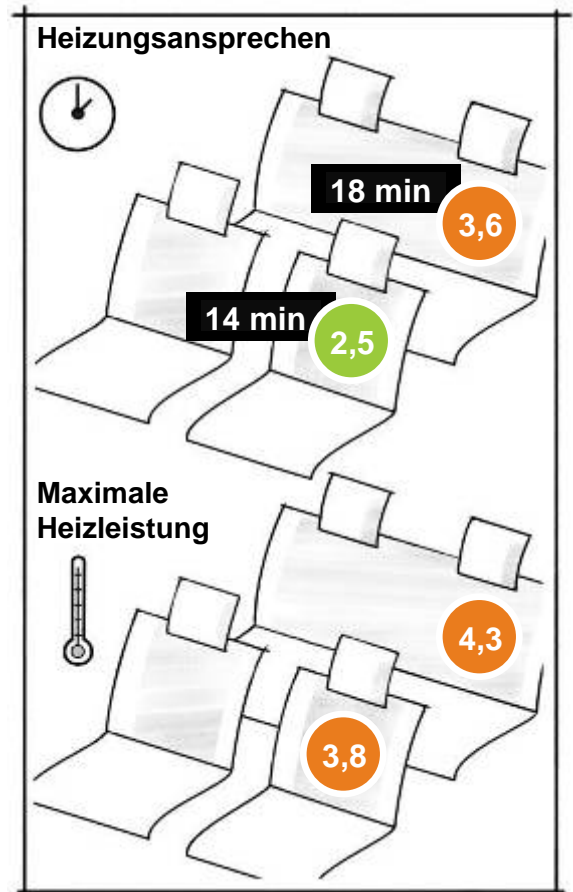 Heizungsansprechen
18 min
3,6
14 min
2,5
Maximale
Heizleistung
4,3
3,8